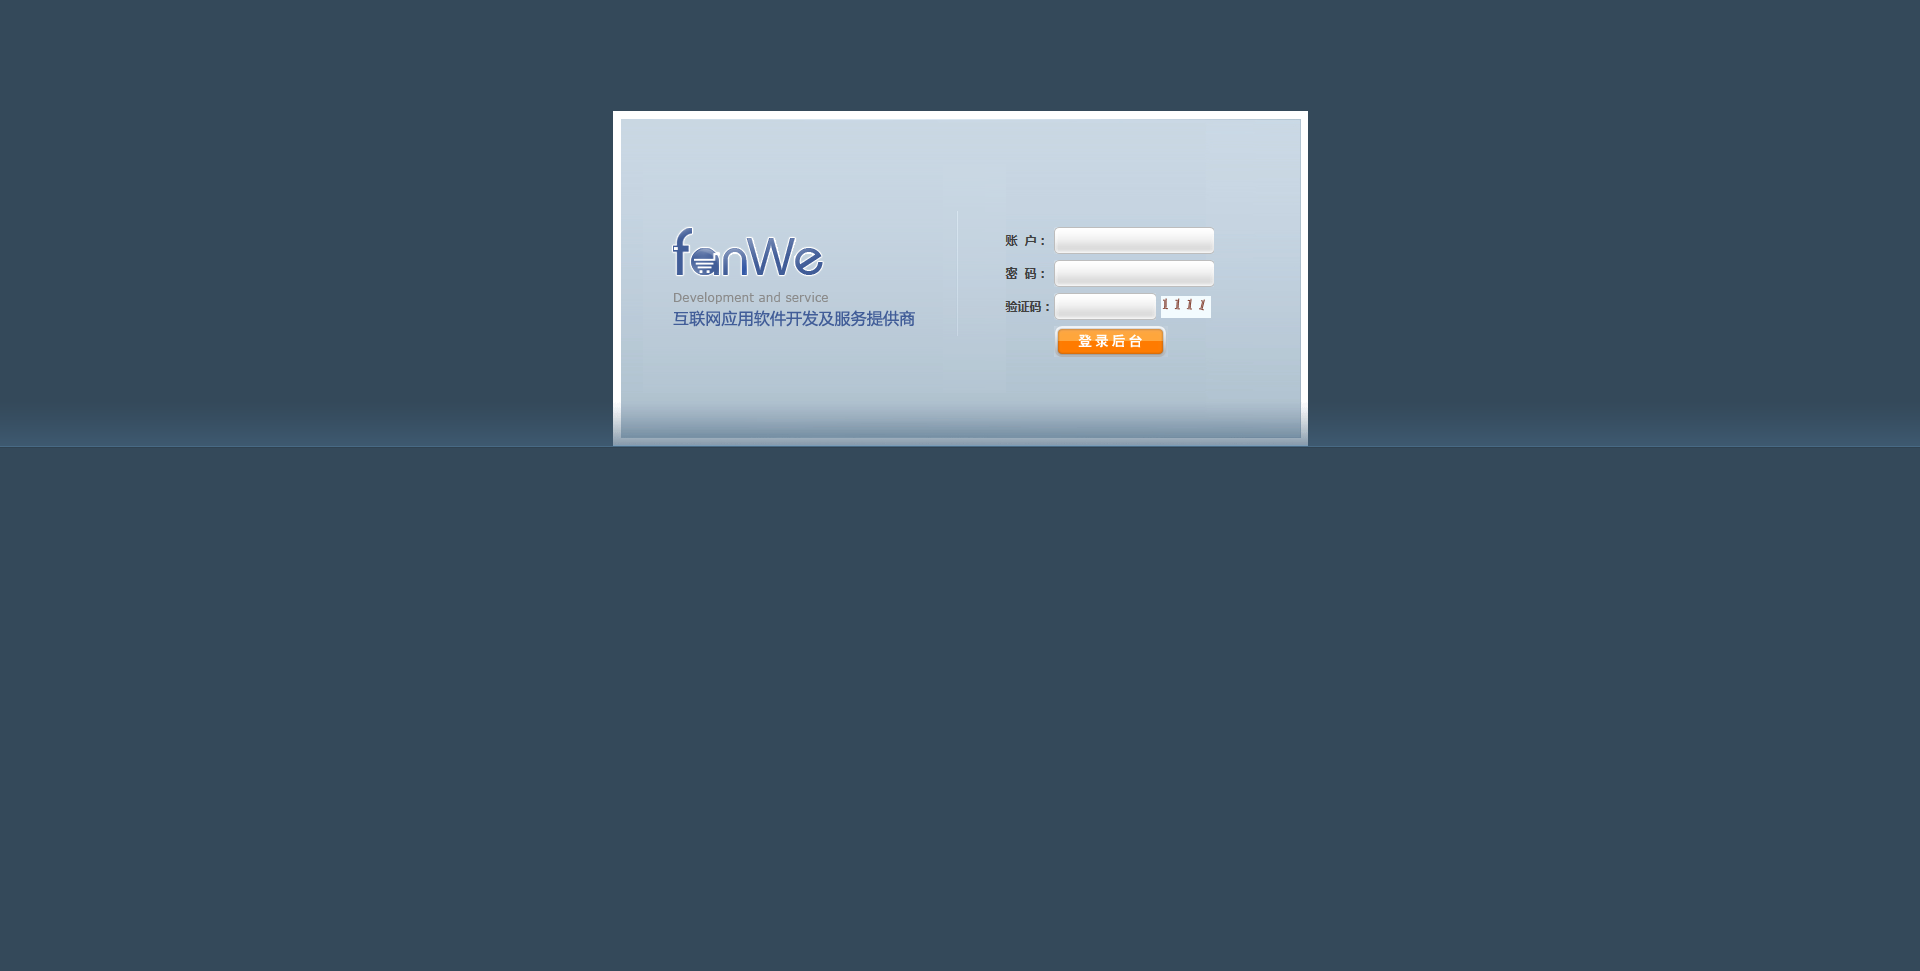 fanWe
Development and service
互联网应用软件开发及服务提供商
账 户：
密 码：
验证码： 1111
登录后台